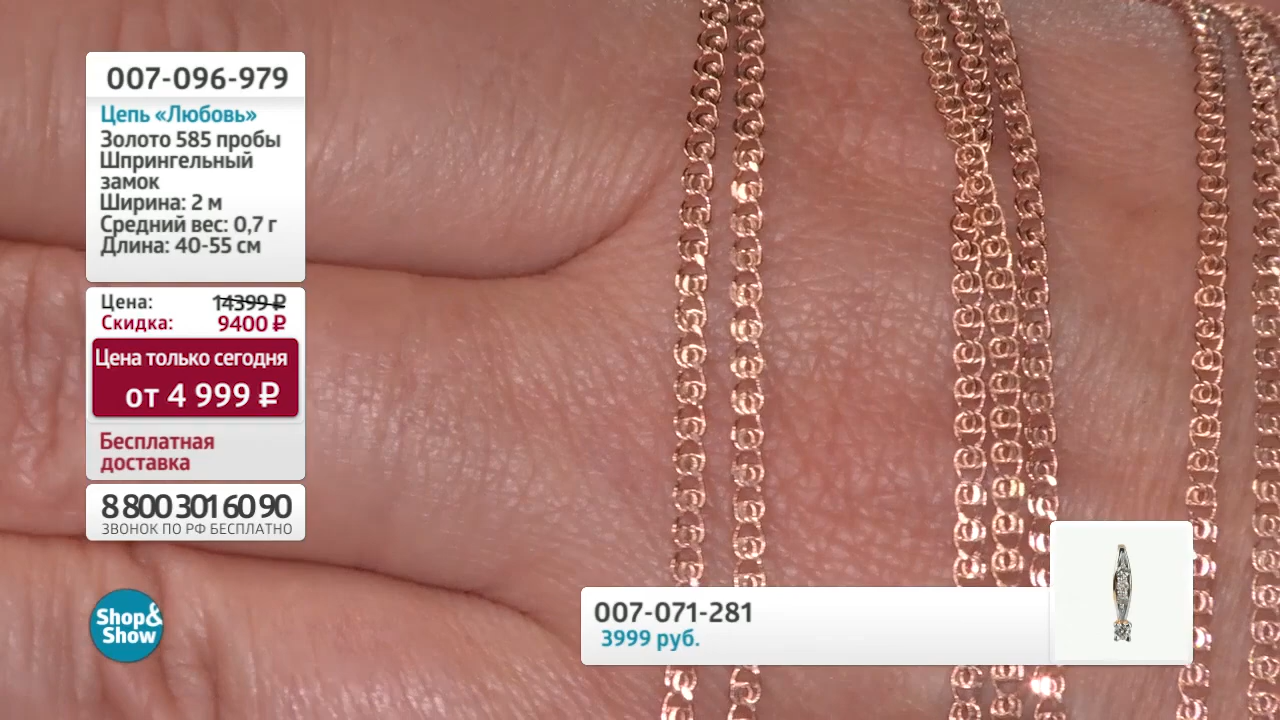 007-096-979
Цепь «Любовь»
Золото 585 пробы
Шпрингельный
замок
Ширина: 2 м
Средний вес: 0,7 г
Длина: 40-55 см
Цена: 14399 ₽
Скидка: 9400 ₽
Цена только сегодня
от 4 999 ₽
Бесплатная
доставка
8 800 301 60 90
ЗВОНОК ПО РФ БЕСПЛАТНО
Shop&
Show
007-071-281
3999 руб.